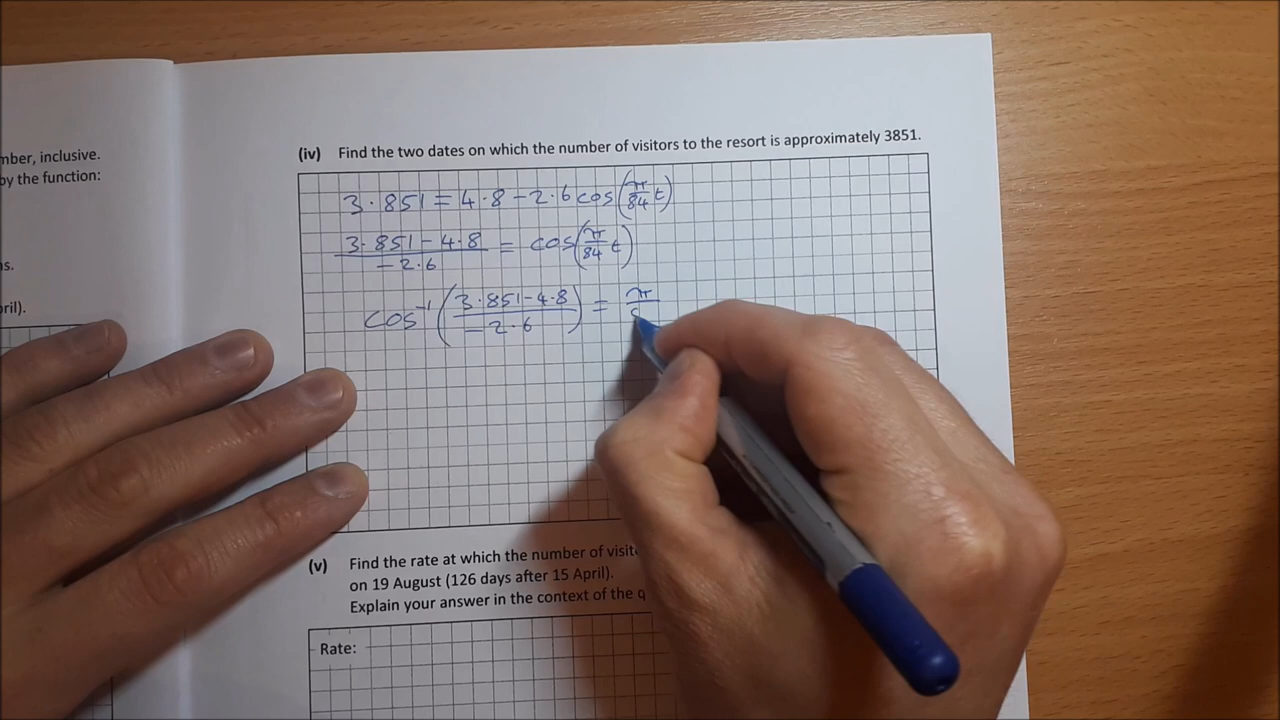 mber, inclusive.
by the function:
ns.
ril).
(iv) Find the two dates on which the number of visitors to the resort is approximately 3851.
3·851 = 4·8 - 2·6 cos(π/84 t)
3·851 - 4·8 / -2·6 = cos(π/84 t)
cos⁻¹(3·851 - 4·8 / -2·6) = π
(v) Find the rate at which the number of visit
on 19 August (126 days after 15 April).
Explain your answer in the context of the q
Rate: